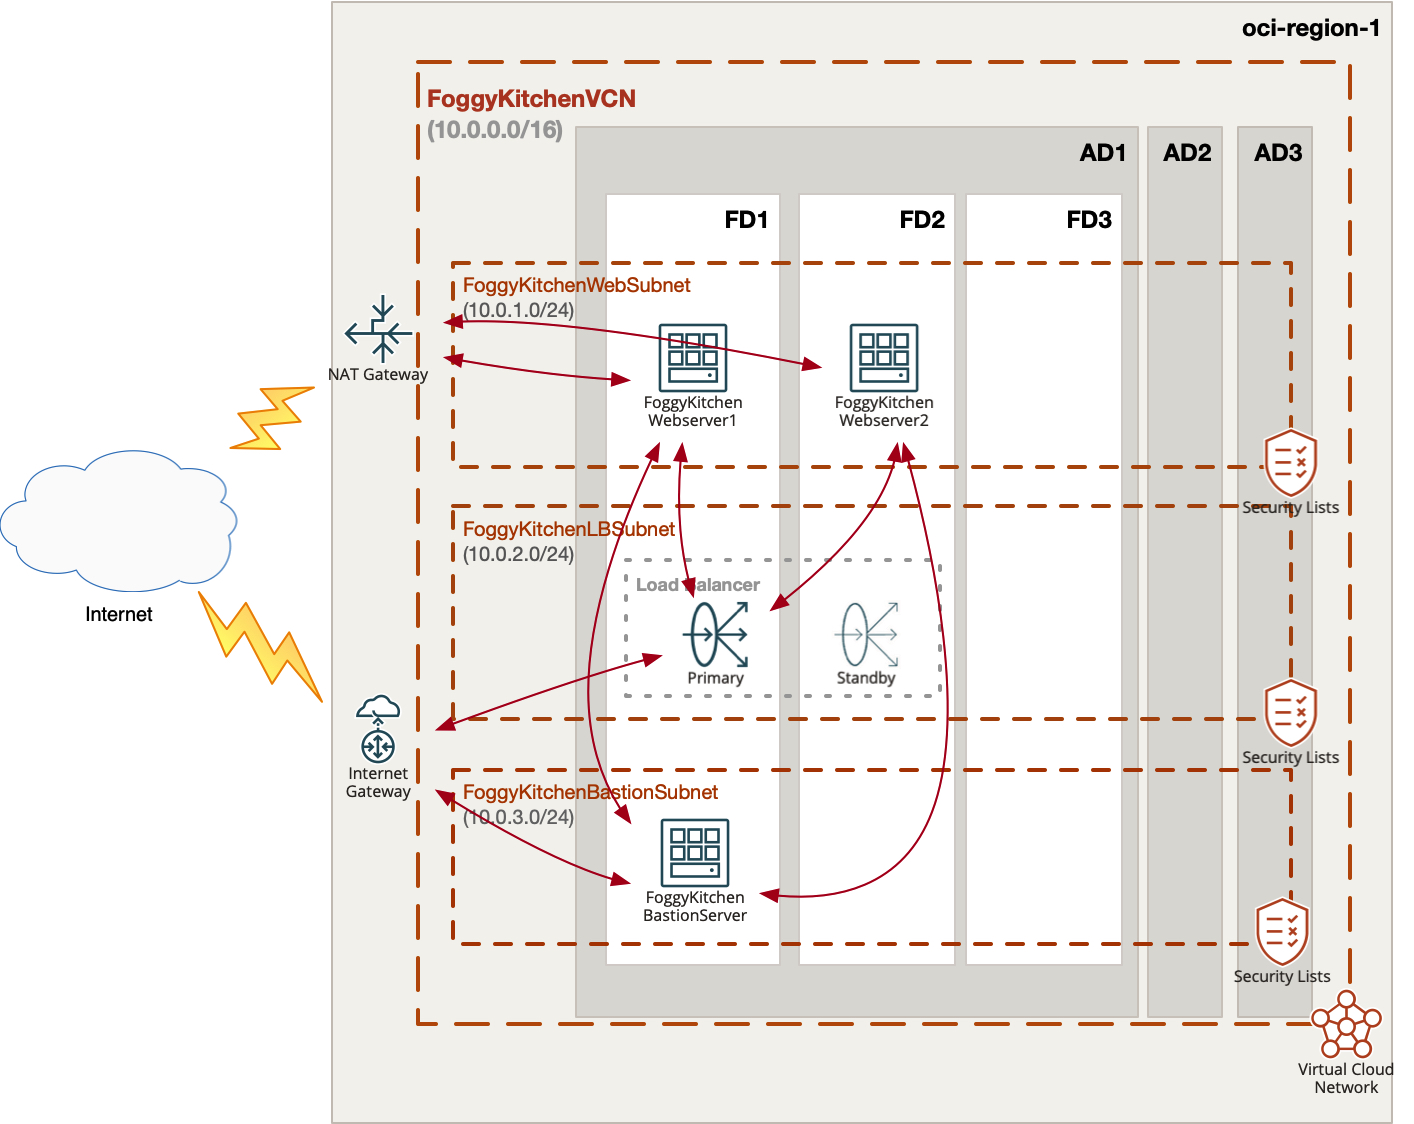 oci-region-1
FoggyKitchenVCN
(10.0.0.0/16)
AD1
AD2
AD3
FD1
FD2
FD3
FoggyKitchenWebSubnet
(10.0.1.0/24)
NAT Gateway
FoggyKitchen
Webserver1
FoggyKitchen
Webserver2
Security Lists
FoggyKitchenLBSubnet
(10.0.2.0/24)
Load Balancer
Primary
Standby
Internet
Security Lists
Internet
Gateway
FoggyKitchenBastionSubnet
(10.0.3.0/24)
FoggyKitchen
BastionServer
Security Lists
Virtual Cloud
Network